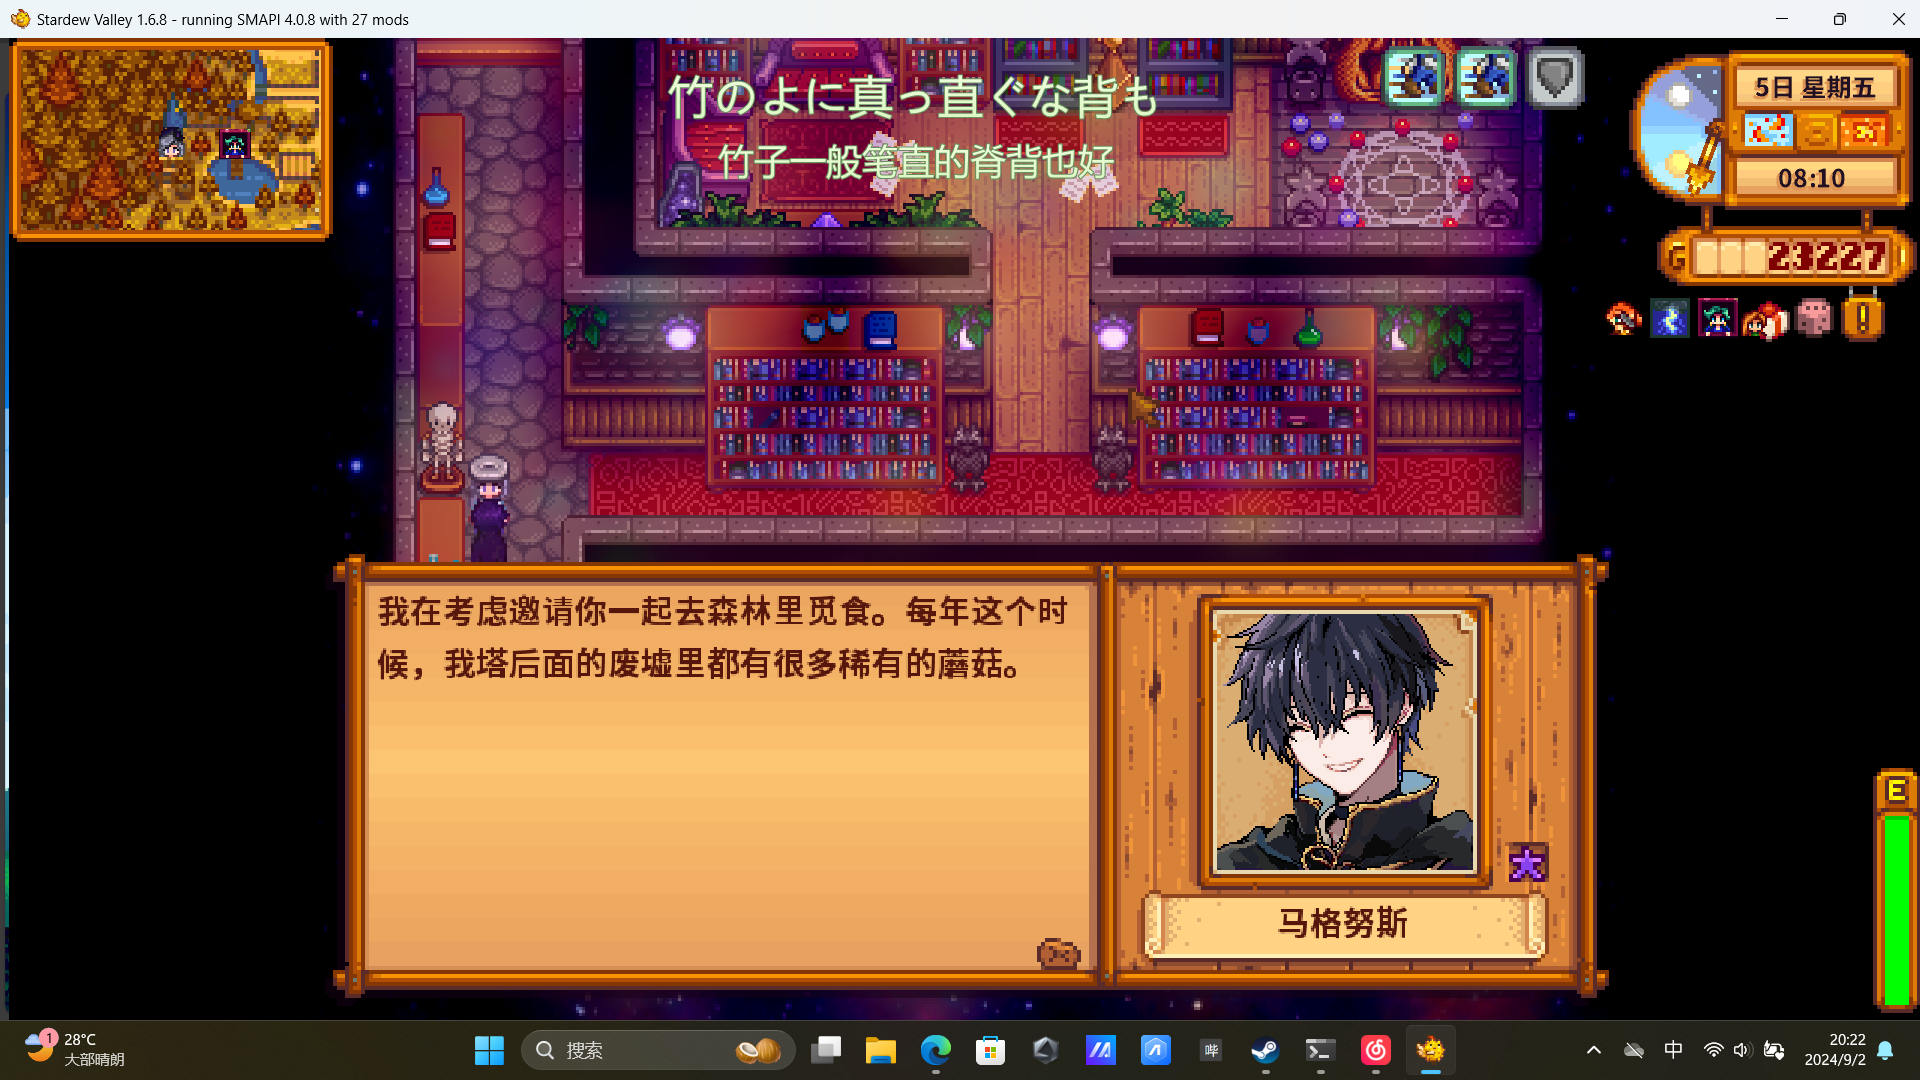 Stardew Valley 1.6.8 - running SMAPI 4.0.8 with 27 mods
竹のよに真っ直ぐな背も
竹子一般笔直的脊背也好
5日 星期五
08:10
G 23227
我在考虑邀请你一起去森林里觅食。每年这个时
候，我塔后面的废墟里都有很多稀有的蘑菇。
马格努斯
E
1
28°C
大部晴朗
搜索
哔
中
20:22
2024/9/2